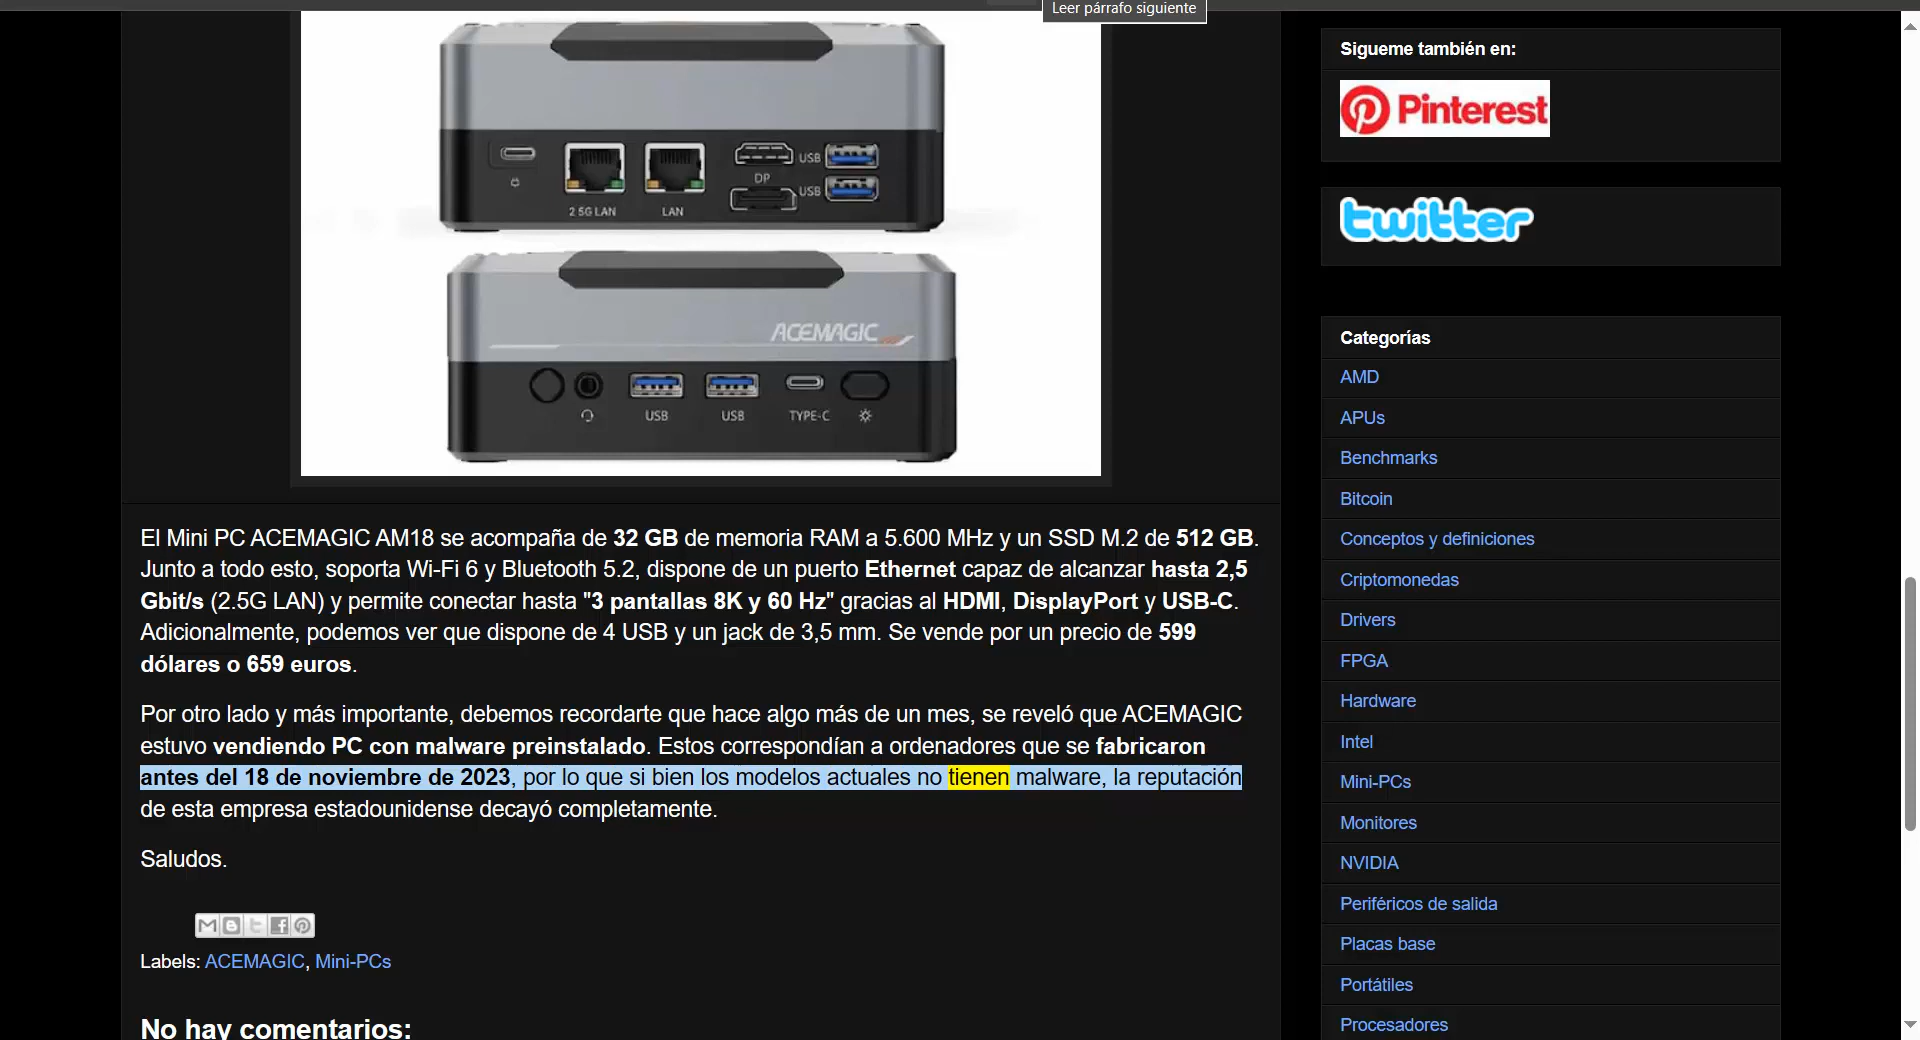 Leer párrafo siguiente
2.5G LAN
LAN
DP
USB
USB
ACEMAGIC
USB
USB
TYPE-C
El Mini PC ACEMAGIC AM18 se acompaña de 32 GB de memoria RAM a 5.600 MHz y un SSD M.2 de 512 GB.
Junto a todo esto, soporta Wi-Fi 6 y Bluetooth 5.2, dispone de un puerto Ethernet capaz de alcanzar hasta 2,5
Gbit/s (2.5G LAN) y permite conectar hasta "3 pantallas 8K y 60 Hz" gracias al HDMI, DisplayPort y USB-C.
Adicionalmente, podemos ver que dispone de 4 USB y un jack de 3,5 mm. Se vende por un precio de 599
dólares o 659 euros.
Por otro lado y más importante, debemos recordarte que hace algo más de un mes, se reveló que ACEMAGIC
estuvo vendiendo PC con malware preinstalado. Estos correspondían a ordenadores que se fabricaron
antes del 18 de noviembre de 2023, por lo que si bien los modelos actuales no tienen malware, la reputación
de esta empresa estadounidense decayó completamente.
Saludos.
Labels: ACEMAGIC, Mini-PCs
No hay comentarios:
Sigueme también en:
Pinterest
twitter
Categorías
AMD
APUs
Benchmarks
Bitcoin
Conceptos y definiciones
Criptomonedas
Drivers
FPGA
Hardware
Intel
Mini-PCs
Monitores
NVIDIA
Periféricos de salida
Placas base
Portátiles
Procesadores